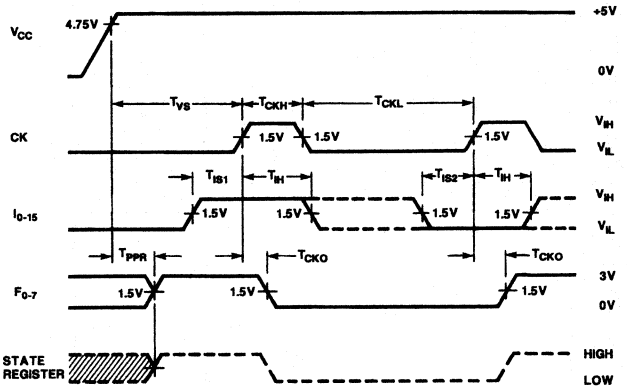 +5V
4.75V
VCC
0V
TVS
TCKH
TCKL
VIH
CK
1.5V
1.5V
1.5V
VIL
TIS1
TIH
TIS2
TIH
VIH
I0-15
1.5V
1.5V
1.5V
1.5V
VIL
TPPR
TCKO
TCKO
3V
F0-7
1.5V
1.5V
1.5V
0V
STATE
REGISTER
HIGH
LOW